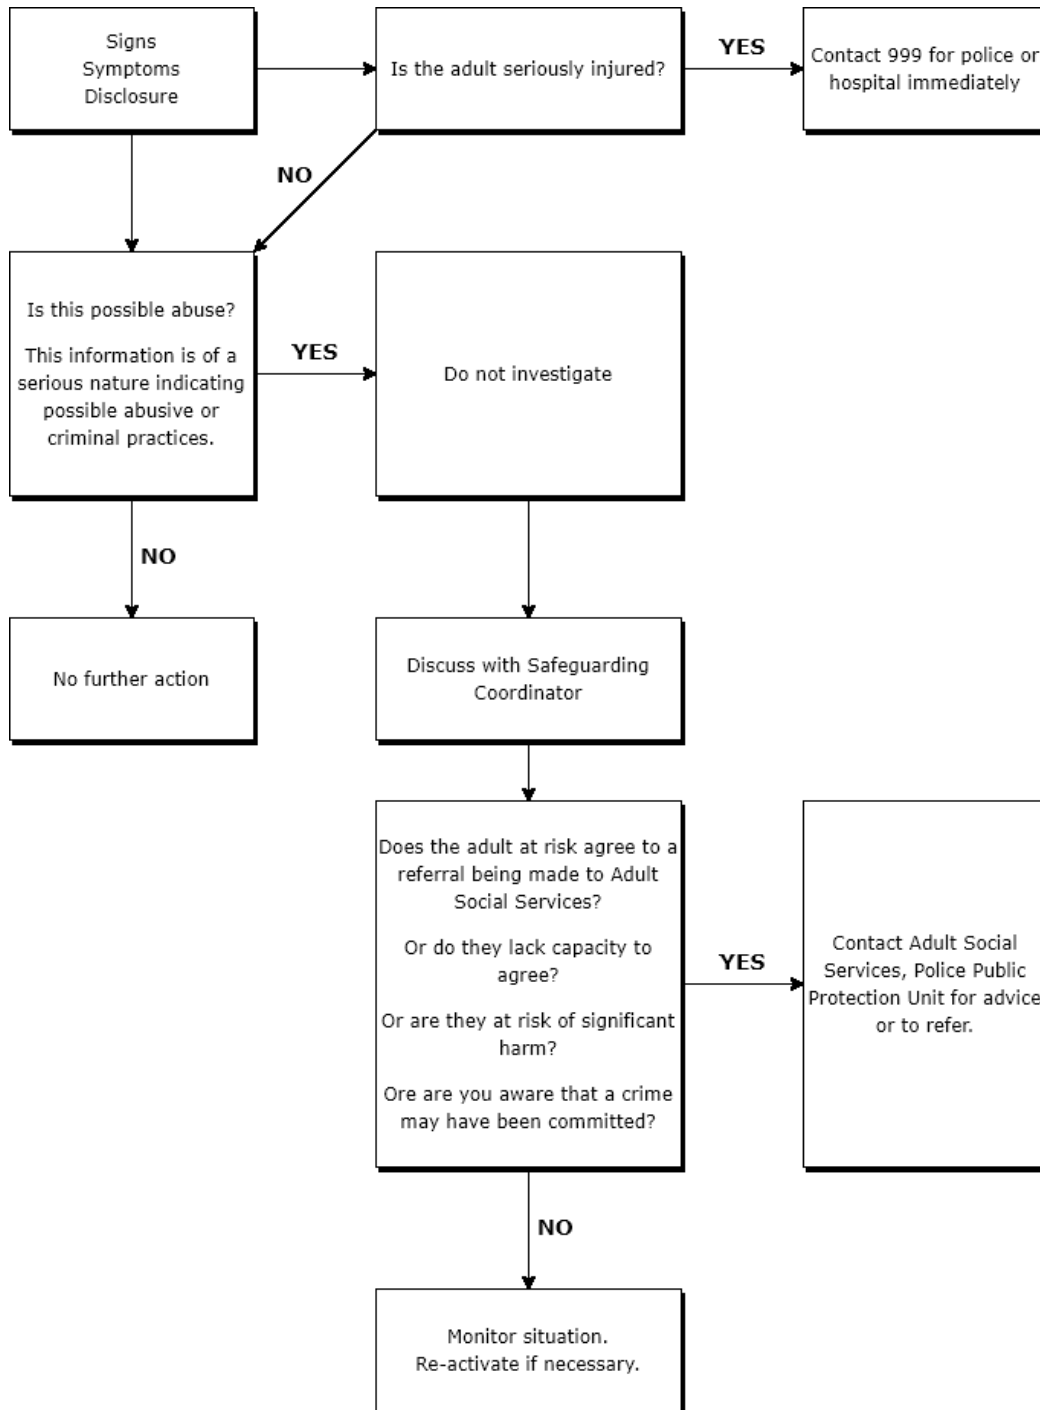 Signs
Symptoms
Disclosure
Is the adult seriously injured?
YES
Contact 999 for police or
hospital immediately
NO
Is this possible abuse?
This information is of a
serious nature indicating
possible abusive or
criminal practices.
YES
Do not investigate
NO
No further action
Discuss with Safeguarding
Coordinator
Does the adult at risk agree to a
referral being made to Adult
Social Services?
Or do they lack capacity to
agree?
Or are they at risk of significant
harm?
Ore are you aware that a crime
may have been committed?
YES
Contact Adult Social
Services, Police Public
Protection Unit for advice
or to refer.
NO
Monitor situation.
Re-activate if necessary.